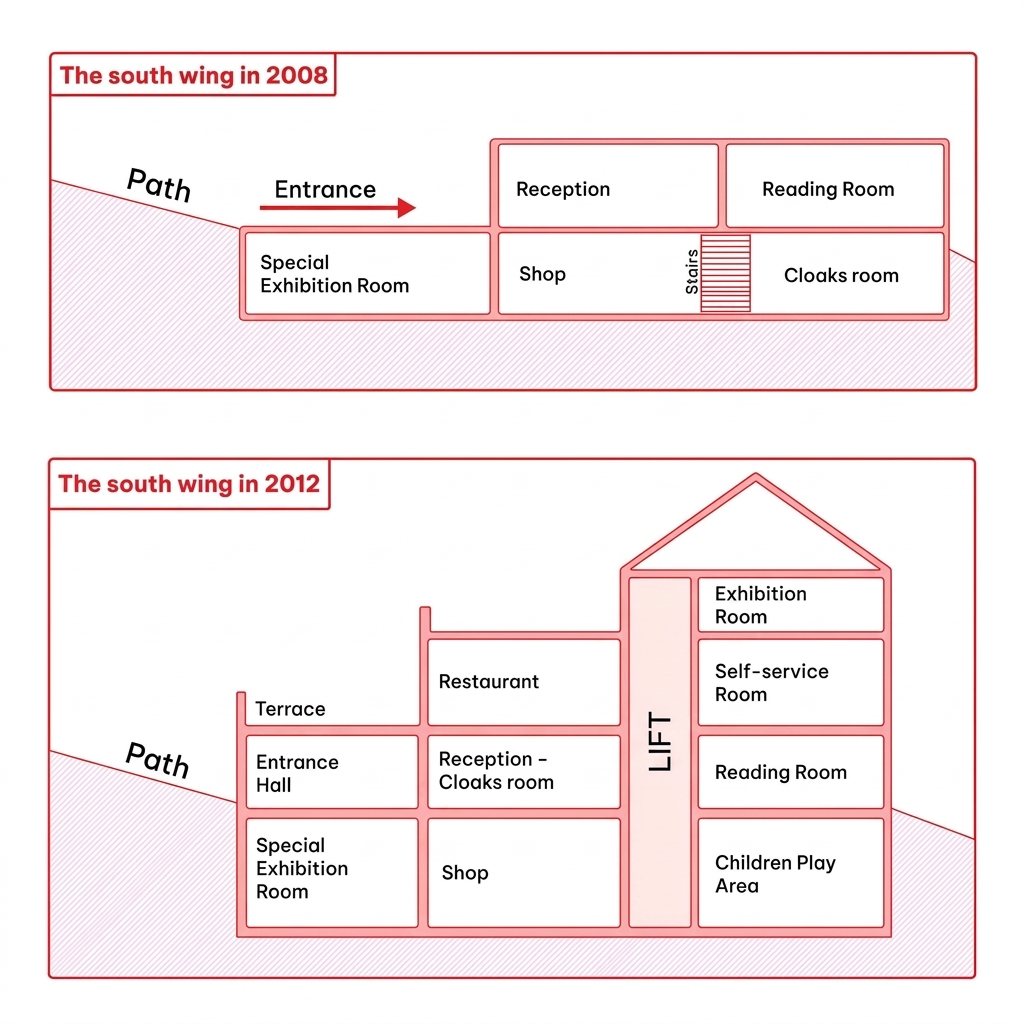 The south wing in 2008
Path
Entrance
Reception
Reading Room
Special
Exhibition Room
Shop
Stairs
Cloaks room
The south wing in 2012
Exhibition
Room
Self-service
Room
Restaurant
Terrace
LIFT
Path
Entrance
Hall
Reception –
Cloaks room
Reading Room
Special
Exhibition
Room
Shop
Children Play
Area